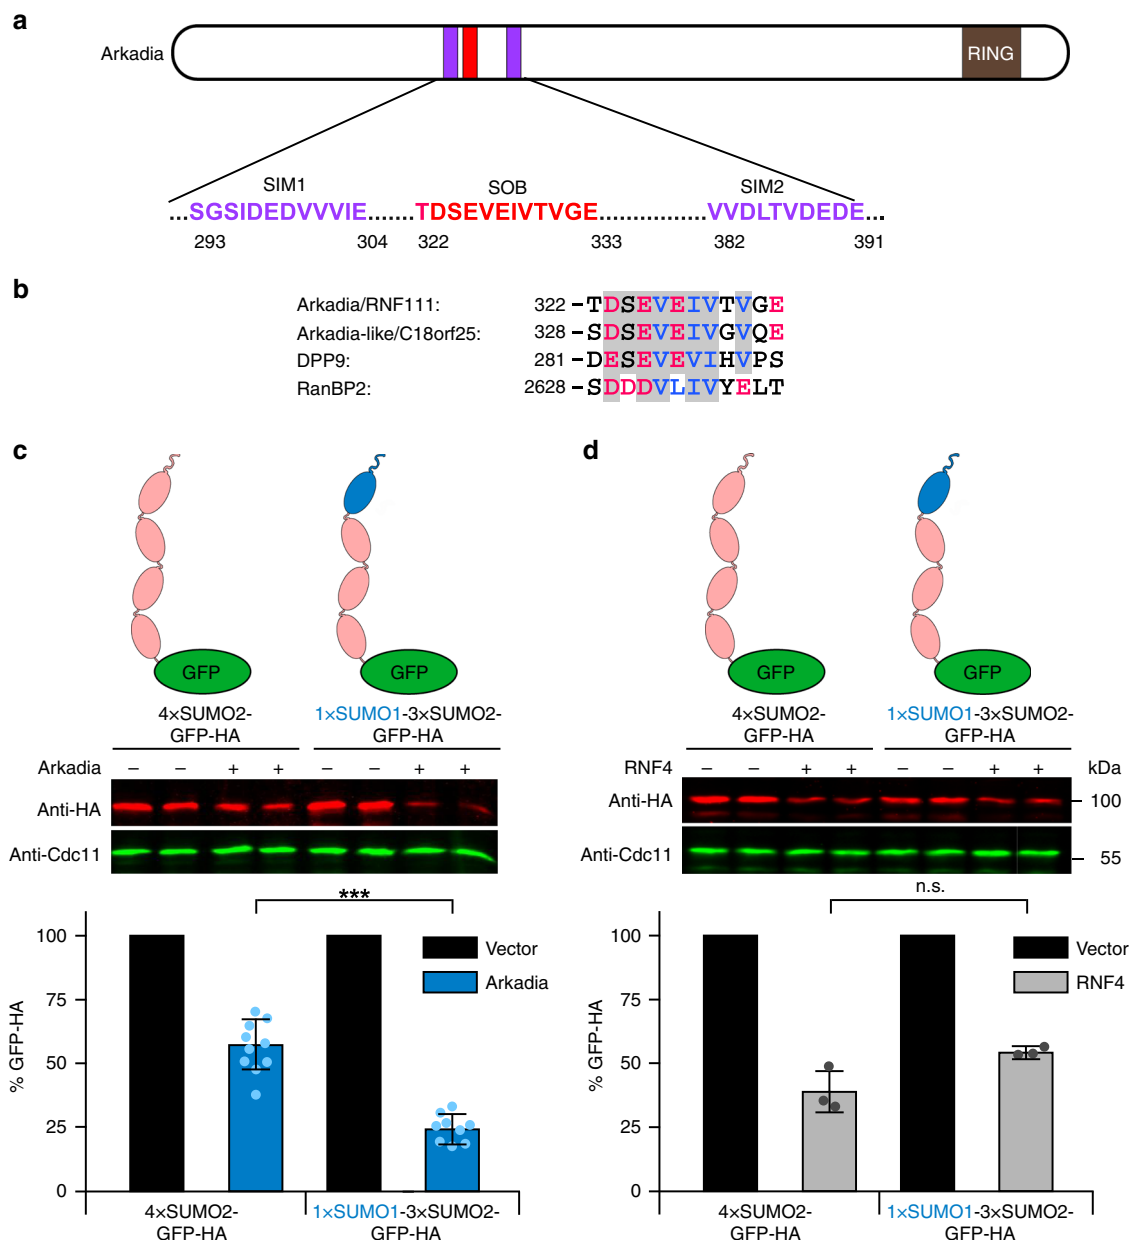 a
Arkadia
RING
SIM1
SOB
SIM2
...SGSIDEDVVVIE.......TDSEVEIVTVGE.................VVDLTVDEDE...
293 304 322 333 382 391
b
Arkadia/RNF111: 322 – TDSEVEIVTVGE
Arkadia-like/C18orf25: 328 – SDSEVEIVGVQE
DPP9: 281 – DESEVEVIHVPS
RanBP2: 2628 – SDDDVLIVYELT
c
GFP GFP
4×SUMO2-GFP-HA
1×SUMO1-3×SUMO2-GFP-HA
Arkadia – – + + – – + +
Anti-HA
Anti-Cdc11
***
% GFP-HA
100
75
50
25
0
Vector
Arkadia
4×SUMO2-GFP-HA
1×SUMO1-3×SUMO2-GFP-HA
d
GFP GFP
4×SUMO2-GFP-HA
1×SUMO1-3×SUMO2-GFP-HA
RNF4 – – + + – – + + kDa
Anti-HA 100
Anti-Cdc11 55
n.s.
% GFP-HA
100
75
50
25
0
Vector
RNF4
4×SUMO2-GFP-HA
1×SUMO1-3×SUMO2-GFP-HA